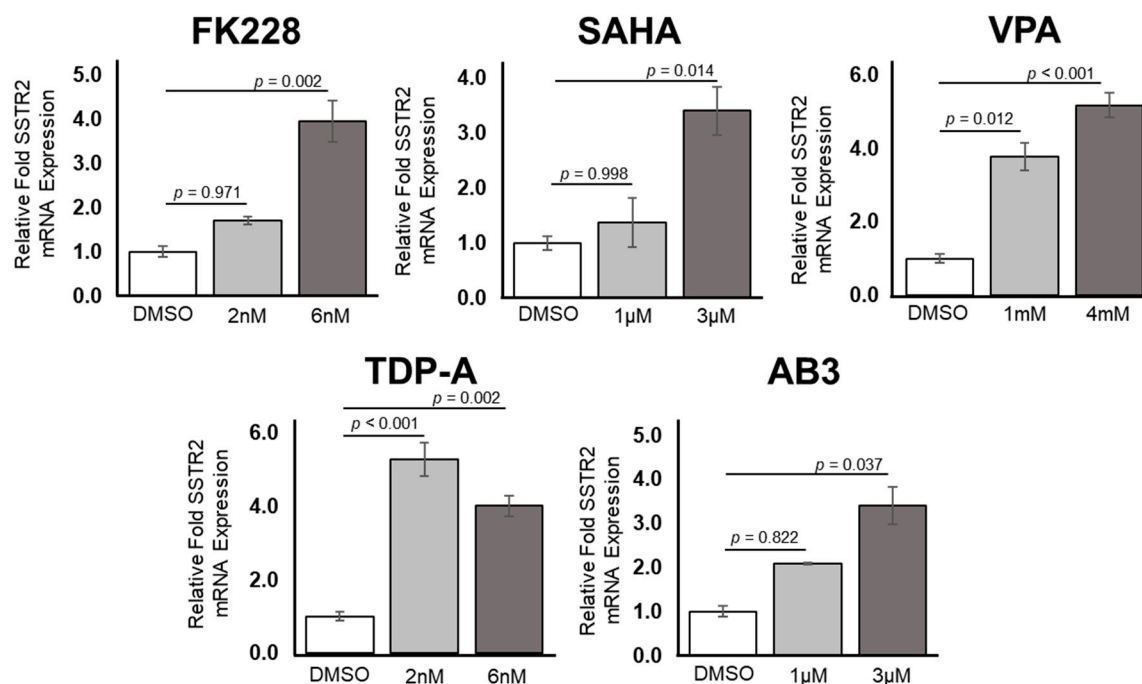 FK228
Relative Fold SSTR2
mRNA Expression
5.0
4.0
3.0
2.0
1.0
0.0
p = 0.002
p = 0.971
DMSO 2nM 6nM
SAHA
Relative Fold SSTR2
mRNA Expression
4.0
3.0
2.0
1.0
0.0
p = 0.014
p = 0.998
DMSO 1µM 3µM
VPA
Relative Fold SSTR2
mRNA Expression
6.0
4.0
2.0
0.0
p < 0.001
p = 0.012
DMSO 1mM 4mM
TDP-A
Relative Fold SSTR2
mRNA Expression
6.0
4.0
2.0
0.0
p = 0.002
p < 0.001
DMSO 2nM 6nM
AB3
Relative Fold SSTR2
mRNA Expression
5.0
4.0
3.0
2.0
1.0
0.0
p = 0.037
p = 0.822
DMSO 1µM 3µM